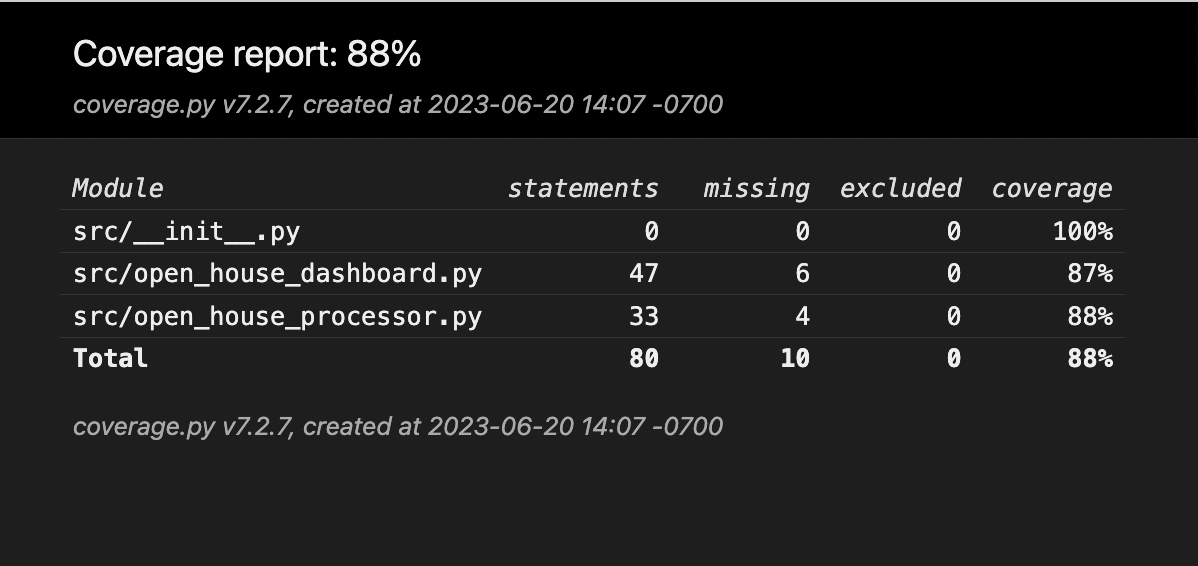 Coverage report: 88%
coverage.py v7.2.7, created at 2023-06-20 14:07 -0700
Module statements missing excluded coverage
src/__init__.py 0 0 0 100%
src/open_house_dashboard.py 47 6 0 87%
src/open_house_processor.py 33 4 0 88%
Total 80 10 0 88%
coverage.py v7.2.7, created at 2023-06-20 14:07 -0700